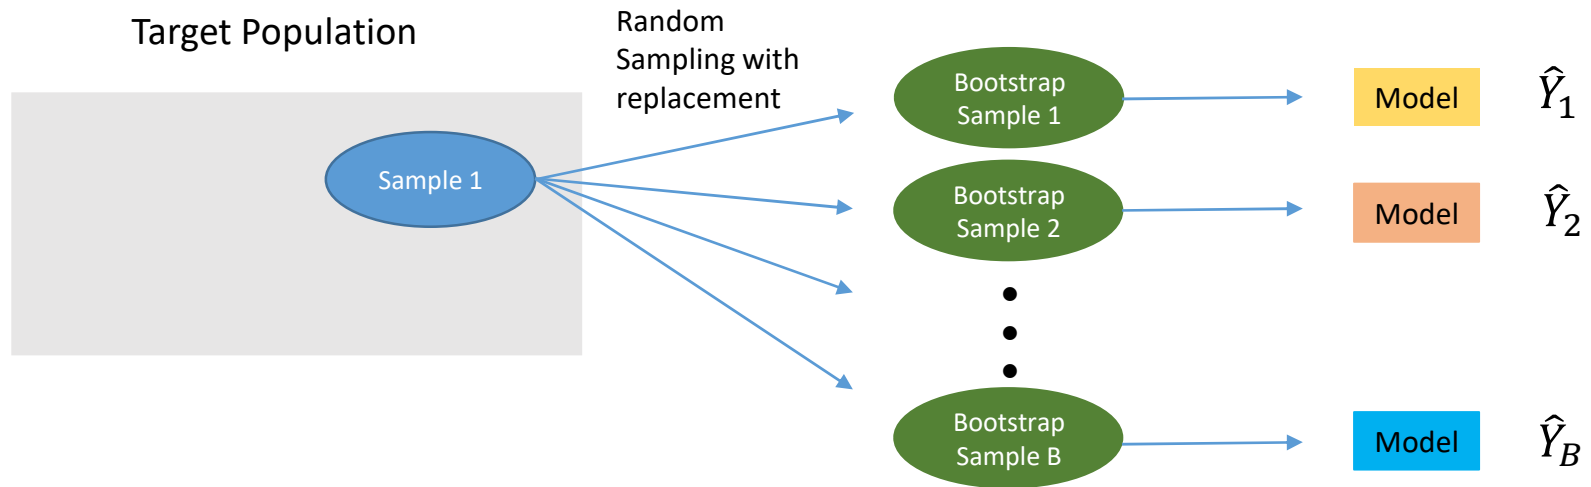 Target Population
Random
Sampling with
replacement
Sample 1
Bootstrap
Sample 1
Model
Ŷ₁
Bootstrap
Sample 2
Model
Ŷ₂
Bootstrap
Sample B
Model
Ŷ_B